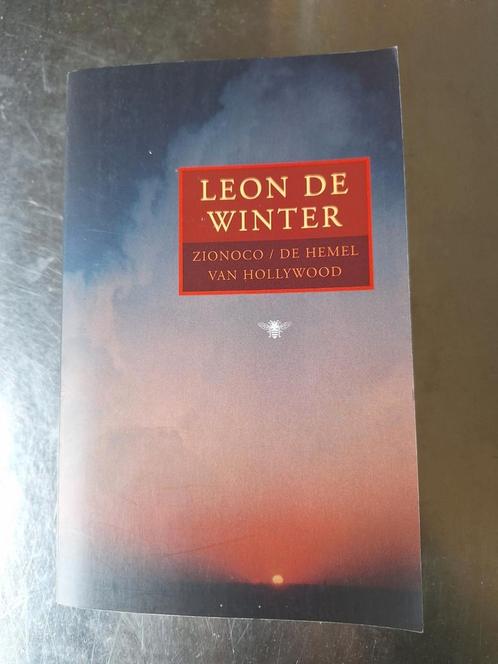 LEON DE
WINTER
ZIONOCO / DE HEMEL
VAN HOLLYWOOD